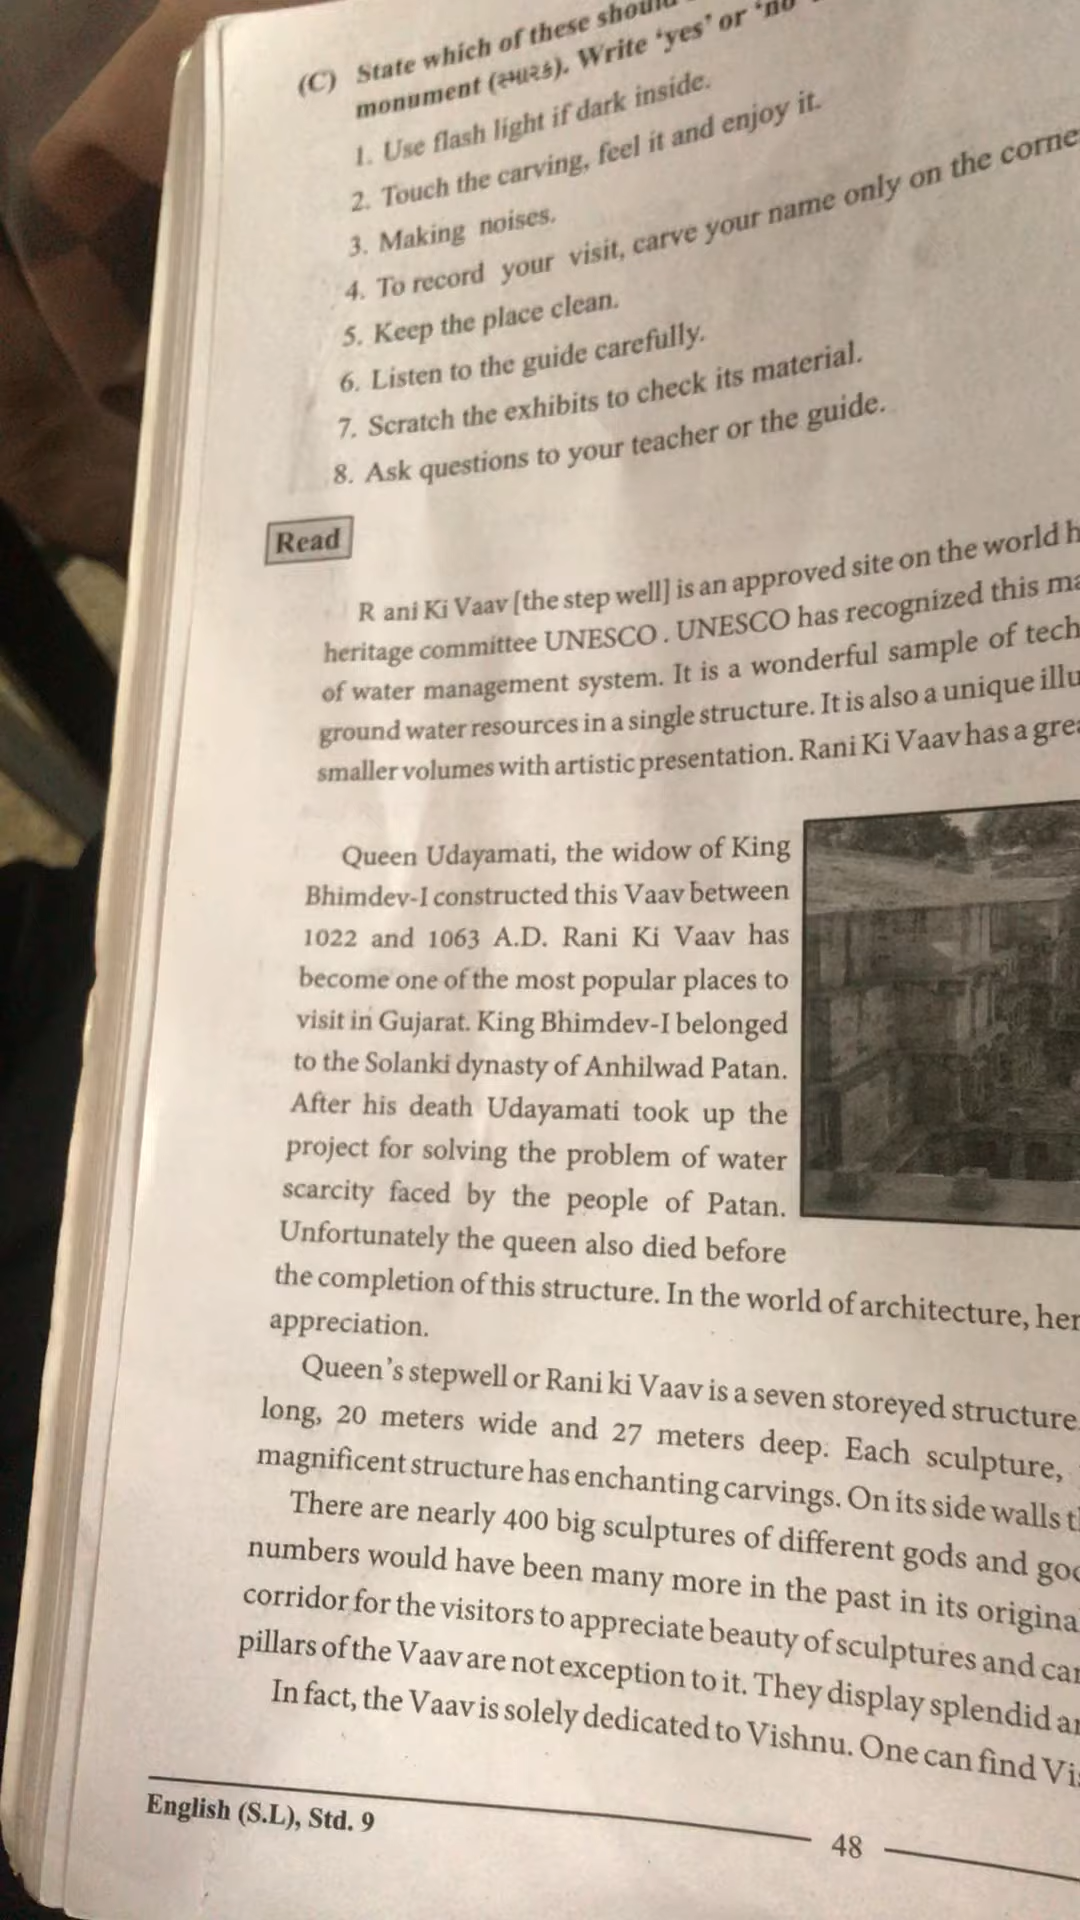 (C) State which of these should
monument (સ્મારક). Write ‘yes’ or ‘no
1. Use flash light if dark inside.
2. Touch the carving, feel it and enjoy it.
3. Making noises.
4. To record your visit, carve your name only on the corne
5. Keep the place clean.
6. Listen to the guide carefully.
7. Scratch the exhibits to check its material.
8. Ask questions to your teacher or the guide.
Read
R ani Ki Vaav [the step well] is an approved site on the world h
heritage committee UNESCO . UNESCO has recognized this ma
of water management system. It is a wonderful sample of tech
ground water resources in a single structure. It is also a unique illu
smaller volumes with artistic presentation. Rani Ki Vaav has a grea
Queen Udayamati, the widow of King
Bhimdev-I constructed this Vaav between
1022 and 1063 A.D. Rani Ki Vaav has
become one of the most popular places to
visit in Gujarat. King Bhimdev-I belonged
to the Solanki dynasty of Anhilwad Patan.
After his death Udayamati took up the
project for solving the problem of water
scarcity faced by the people of Patan.
Unfortunately the queen also died before
the completion of this structure. In the world of architecture, her
appreciation.
Queen’s stepwell or Rani ki Vaav is a seven storeyed structure.
long, 20 meters wide and 27 meters deep. Each sculpture,
magnificent structure has enchanting carvings. On its side walls th
There are nearly 400 big sculptures of different gods and god
numbers would have been many more in the past in its origina
corridor for the visitors to appreciate beauty of sculptures and car
pillars of the Vaav are not exception to it. They display splendid ar
In fact, the Vaav is solely dedicated to Vishnu. One can find Vis
English (S.L), Std. 9
48